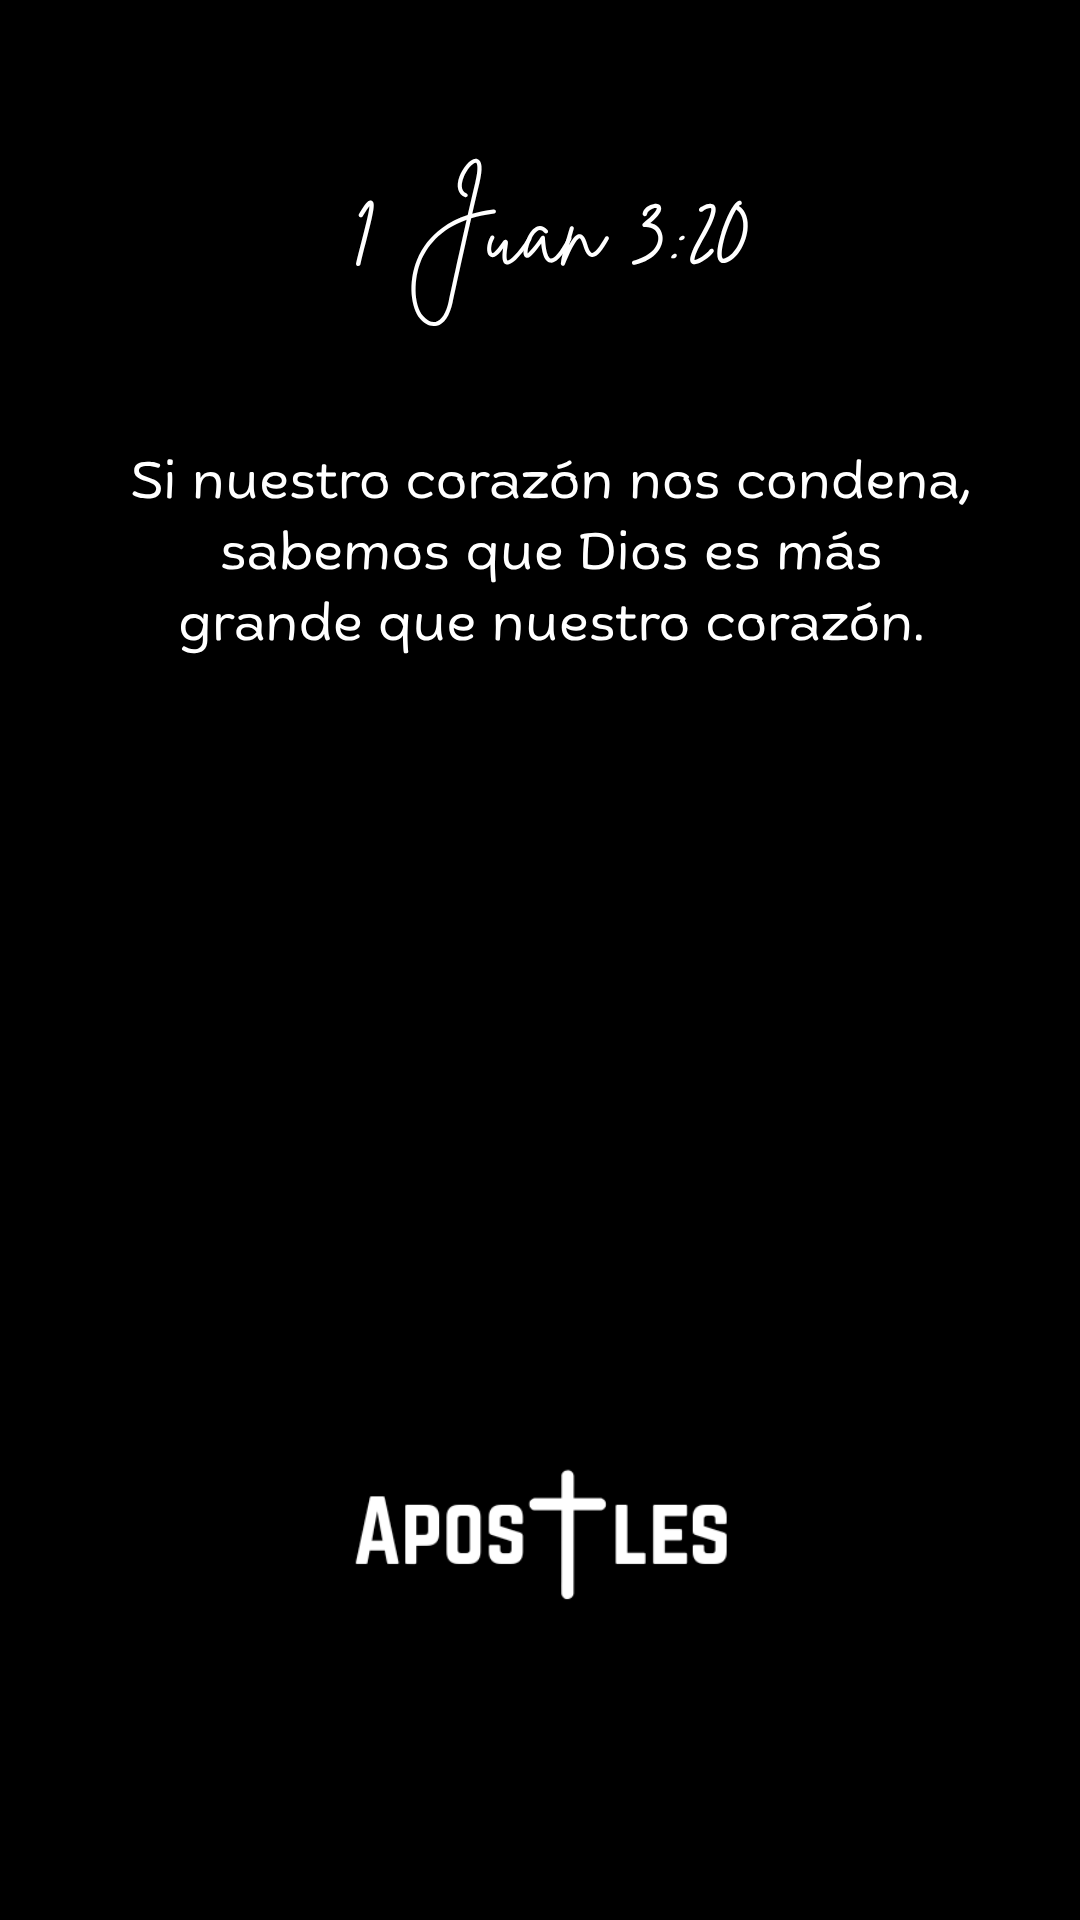 1 Juan 3:20
Si nuestro corazón nos condena,
sabemos que Dios es más
grande que nuestro corazón.
APOSTLES